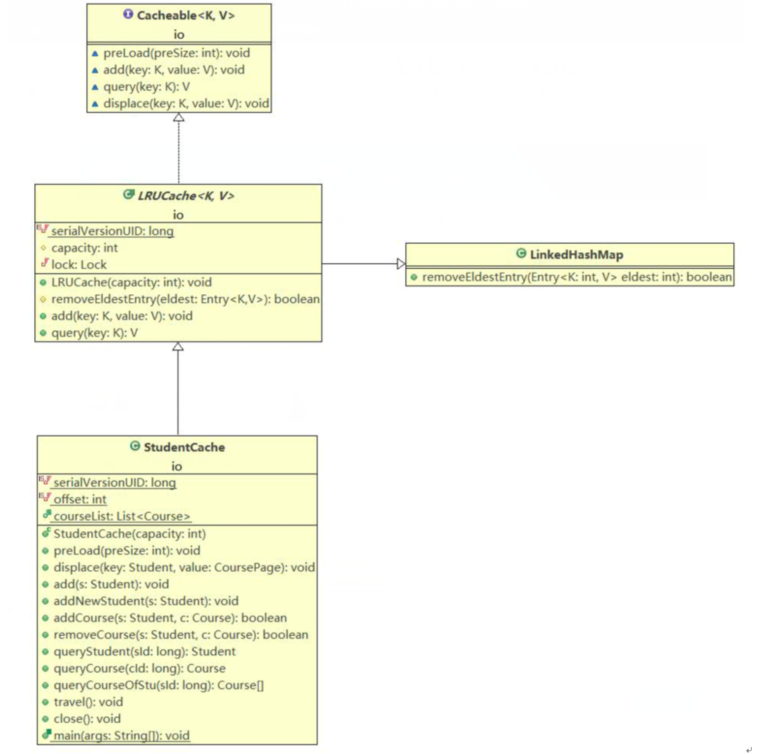 Cacheable<K, V>
io
preLoad(preSize: int): void
add(key: K, value: V): void
query(key: K): V
displace(key: K, value: V): void
LRUCache<K, V>
io
serialVersionUID: long
capacity: int
lock: Lock
LRUCache(capacity: int): void
removeEldestEntry(eldest: Entry<K,V>): boolean
add(key: K, value: V): void
query(key: K): V
LinkedHashMap
removeEldestEntry(Entry<K: int, V> eldest: int): boolean
StudentCache
io
serialVersionUID: long
offset: int
courseList: List<Course>
StudentCache(capacity: int)
preLoad(preSize: int): void
displace(key: Student, value: CoursePage): void
add(s: Student): void
addNewStudent(s: Student): void
addCourse(s: Student, c: Course): boolean
removeCourse(s: Student, c: Course): boolean
queryStudent(sId: long): Student
queryCourse(cId: long): Course
queryCourseOfStu(sId: long): Course[]
travel(): void
close(): void
main(args: String[]): void